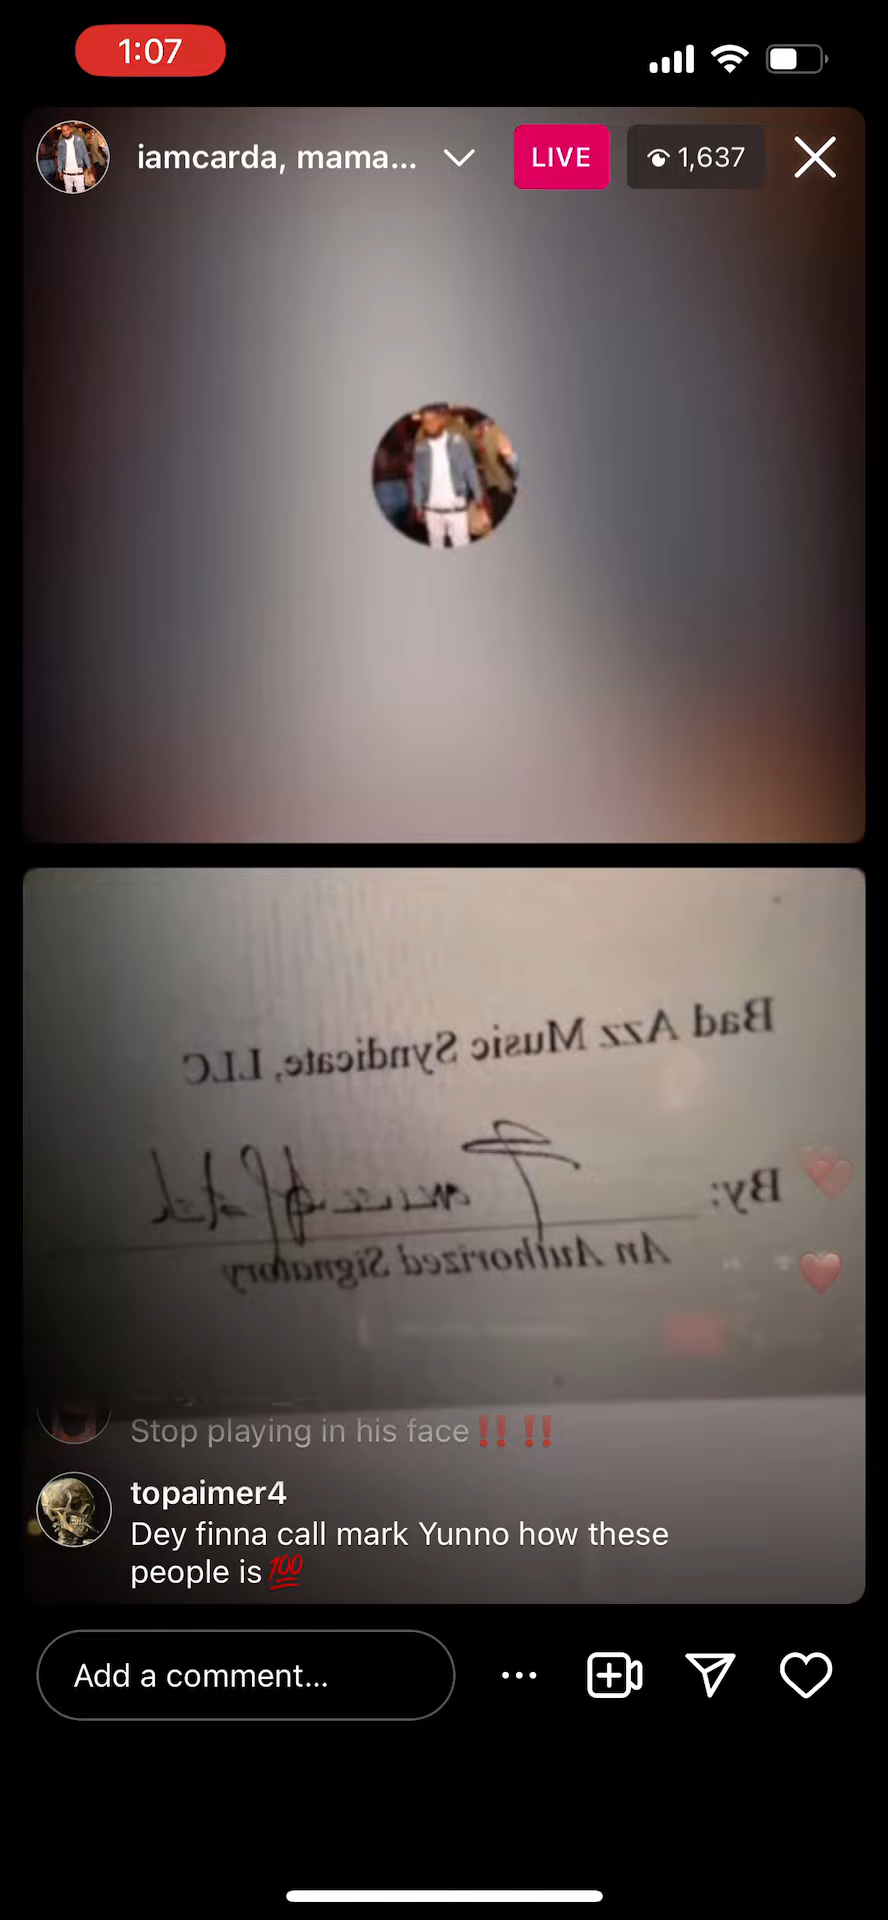 1:07
iamcarda, mama...
LIVE
1,637
Bad Azz Music Syndicate, LLC
By:
An Authorized Signatory
Stop playing in his face‼️ ‼️
topaimer4
Dey finna call mark Yunno how these
people is💯
Add a comment...